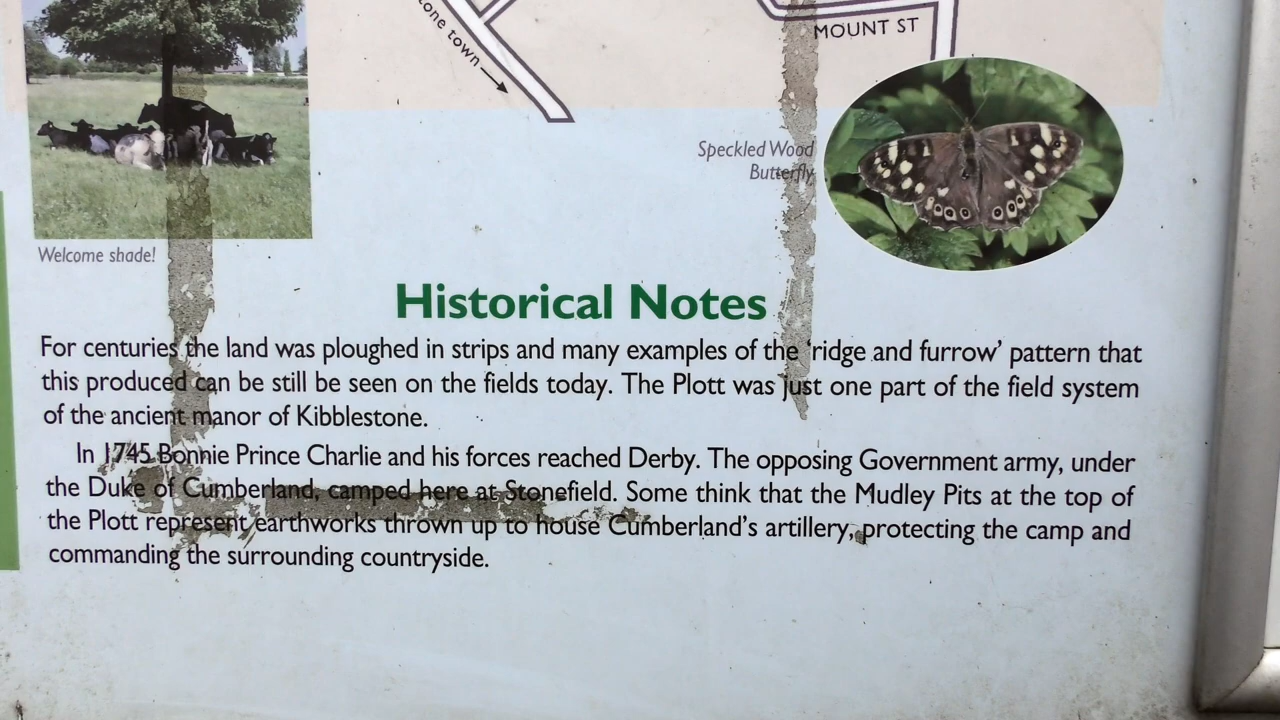 tone town
MOUNT ST
Speckled Wood
Butterfly
Welcome shade!
Historical Notes
For centuries the land was ploughed in strips and many examples of the ‘ridge and furrow’ pattern that
this produced can be still be seen on the fields today. The Plott was just one part of the field system
of the ancient manor of Kibblestone.
In 1745 Bonnie Prince Charlie and his forces reached Derby. The opposing Government army, under
the Duke of Cumberland, camped here at Stonefield. Some think that the Mudley Pits at the top of
the Plott represent earthworks thrown up to house Cumberland’s artillery, protecting the camp and
commanding the surrounding countryside.